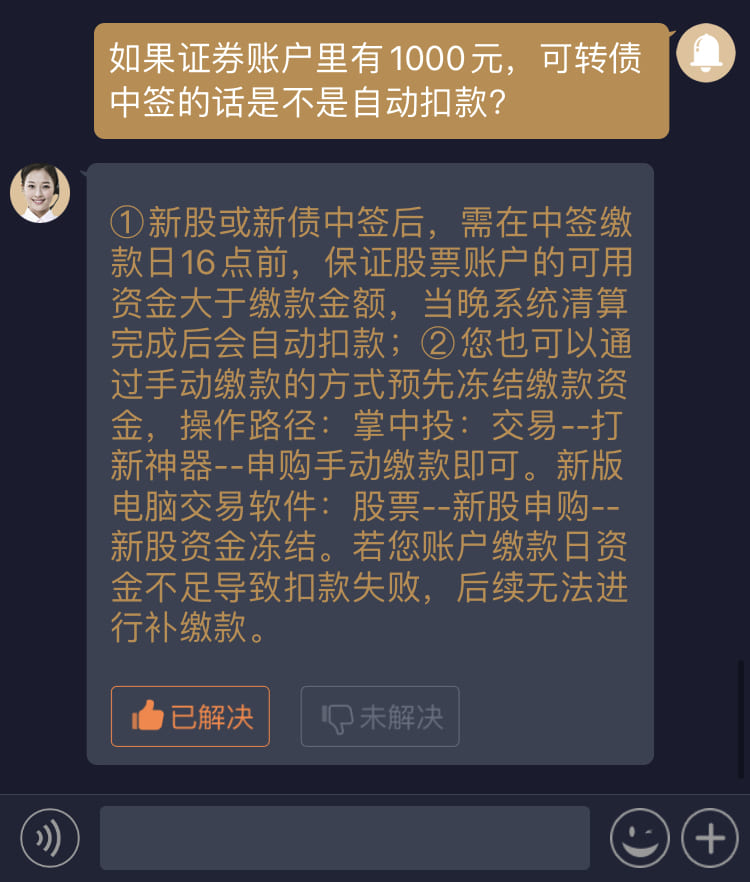 如果证券账户里有1000元，可转债
中签的话是不是自动扣款？
①新股或新债中签后，需在中签缴
款日16点前，保证股票账户的可用
资金大于缴款金额，当晚系统清算
完成后会自动扣款；②您也可以通
过手动缴款的方式预先冻结缴款资
金，操作路径：掌中投：交易--打
新神器--申购手动缴款即可。新版
电脑交易软件：股票--新股申购--
新股资金冻结。若您账户缴款日资
金不足导致扣款失败，后续无法进
行补缴款。
已解决
未解决